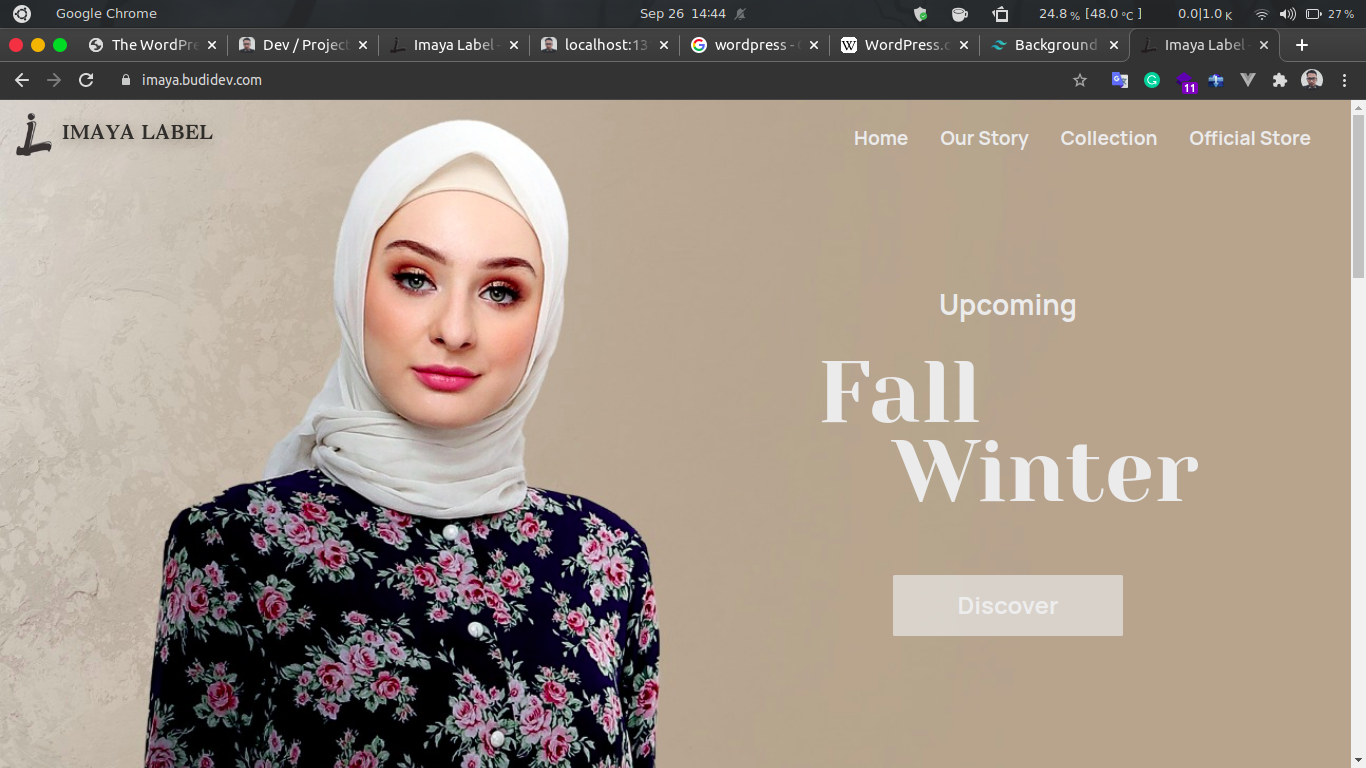 Google Chrome
Sep 26 14:44
24.8 % [48.0 °C ]
0.0|1.0 K
27 %
The WordPre
Dev / Project
Imaya Label -
localhost:13
wordpress - G
WordPress.o
Background
Imaya Label -
imaya.budidev.com
11
IMAYA LABEL
Home
Our Story
Collection
Official Store
Upcoming
Fall
Winter
Discover